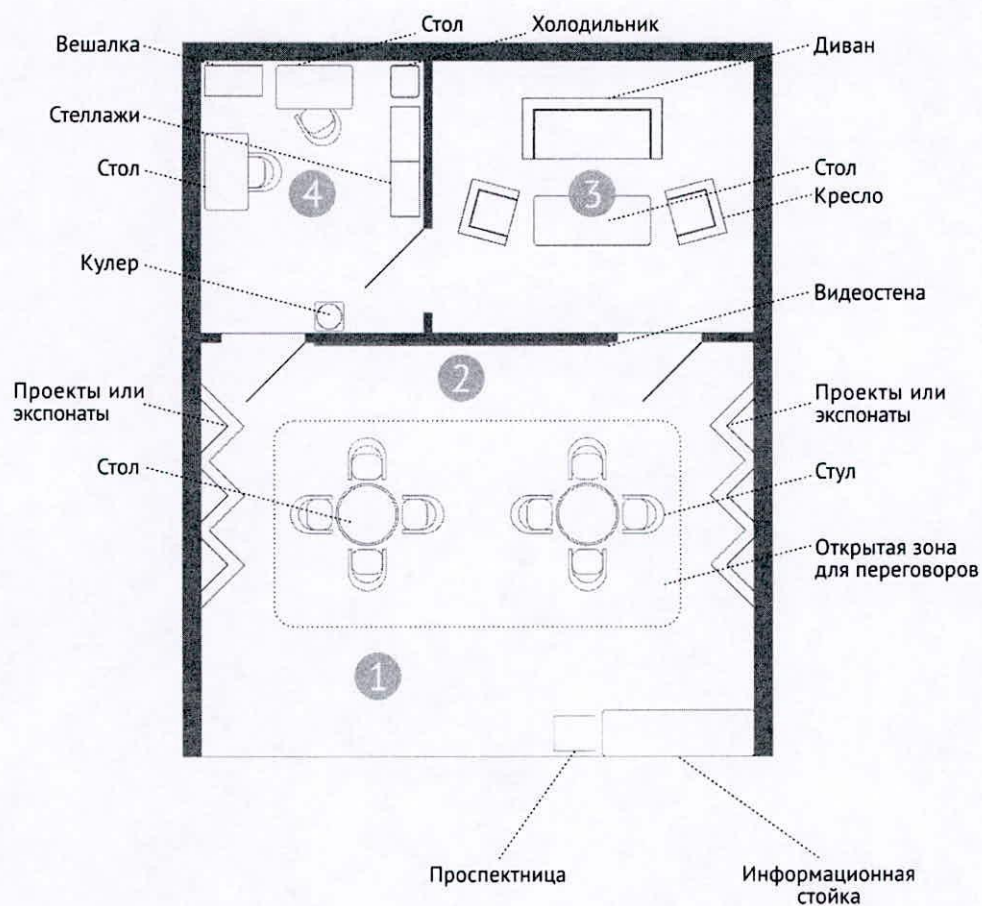 Стол
Холодильник
Вешалка
Диван
Стеллажи
Стол
4
3
Стол
Кресло
Кулер
Видеостена
2
Проекты или
экспонаты
Проекты или
экспонаты
Стол
Стул
Открытая зона
для переговоров
1
Проспектница
Информационная
стойка